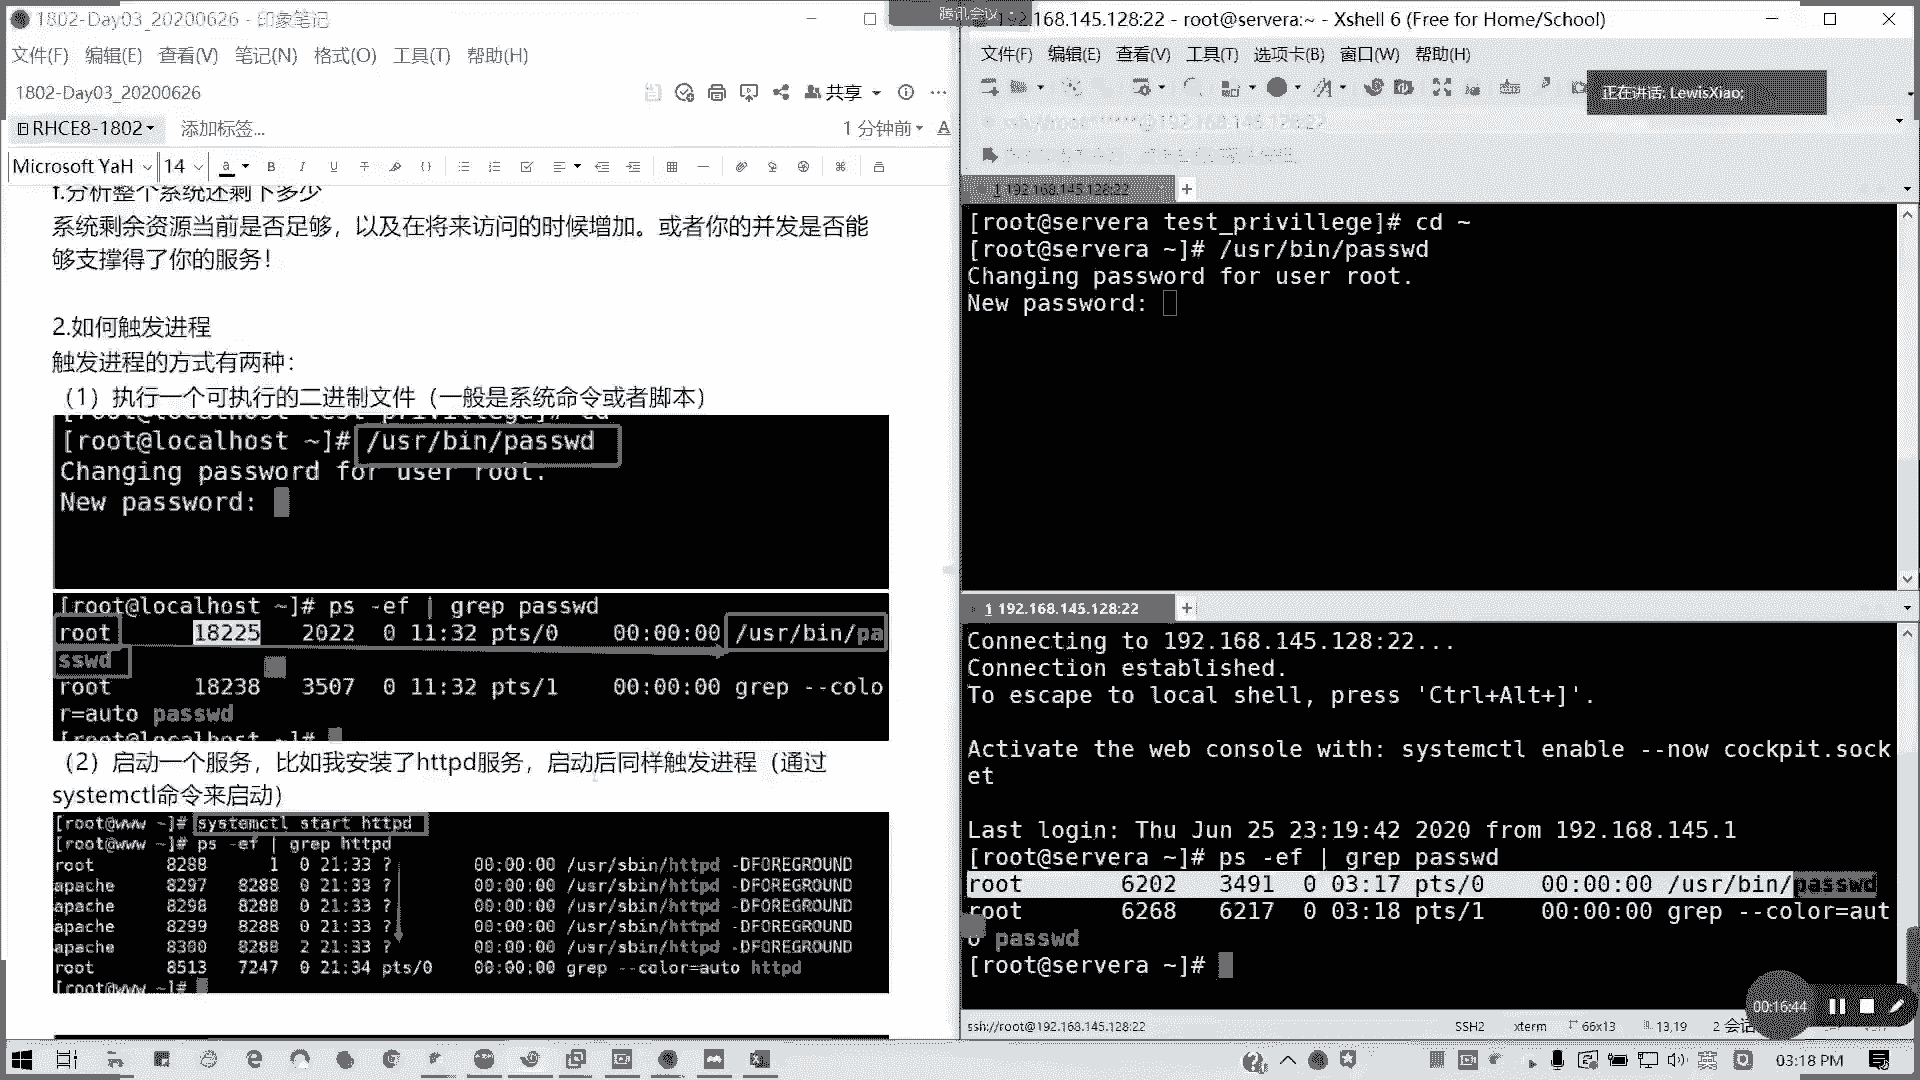 1802-Day03_20200626 - 印象笔记
文件(F) 编辑(E) 查看(V) 笔记(N) 格式(O) 工具(T) 帮助(H)
1802-Day03_20200626
共享
RHCE8-1802 添加标签...
1 分钟前
Microsoft YaH 14
1.分析整个系统还剩下多少
系统剩余资源当前是否足够，以及在将来访问的时候增加。或者你的并发是否能
够支撑得了你的服务！
2.如何触发进程
触发进程的方式有两种：
（1）执行一个可执行的二进制文件（一般是系统命令或者脚本）
[root@localhost test_privillege]# cd
[root@localhost ~]# /usr/bin/passwd
Changing password for user root.
New password:
[root@localhost ~]# ps -ef | grep passwd
root 18225 2022 0 11:32 pts/0 00:00:00 /usr/bin/pa
sswd
root 18238 3507 0 11:32 pts/1 00:00:00 grep --colo
r=auto passwd
[root@localhost ~]#
（2）启动一个服务，比如我安装了httpd服务，启动后同样触发进程（通过
systemctl命令来启动）
[root@www ~]# systemctl start httpd
[root@www ~]# ps -ef | grep httpd
root 8288 1 0 21:33 ? 00:00:00 /usr/sbin/httpd -DFOREGROUND
apache 8297 8288 0 21:33 ? 00:00:00 /usr/sbin/httpd -DFOREGROUND
apache 8298 8288 0 21:33 ? 00:00:00 /usr/sbin/httpd -DFOREGROUND
apache 8299 8288 0 21:33 ? 00:00:00 /usr/sbin/httpd -DFOREGROUND
apache 8300 8288 2 21:33 ? 00:00:00 /usr/sbin/httpd -DFOREGROUND
root 8513 7247 0 21:34 pts/0 00:00:00 grep --color=auto httpd
[root@www ~]#
腾讯会议
192.168.145.128:22 - root@servera:~ - Xshell 6 (Free for Home/School)
文件(F) 编辑(E) 查看(V) 工具(T) 选项卡(B) 窗口(W) 帮助(H)
正在讲话: LewisXiao;
1 192.168.145.128:22
[root@servera test_privillege]# cd ~
[root@servera ~]# /usr/bin/passwd
Changing password for user root.
New password:
1 192.168.145.128:22
Connecting to 192.168.145.128:22...
Connection established.
To escape to local shell, press 'Ctrl+Alt+]'.
Activate the web console with: systemctl enable --now cockpit.sock
et
Last login: Thu Jun 25 23:19:42 2020 from 192.168.145.1
[root@servera ~]# ps -ef | grep passwd
root 6202 3491 0 03:17 pts/0 00:00:00 /usr/bin/passwd
root 6268 6217 0 03:18 pts/1 00:00:00 grep --color=aut
o passwd
[root@servera ~]#
00:16:44
ssh://root@192.168.145.128:22 SSH2 xterm 66x13 13,19 2 会话
英
03:18 PM